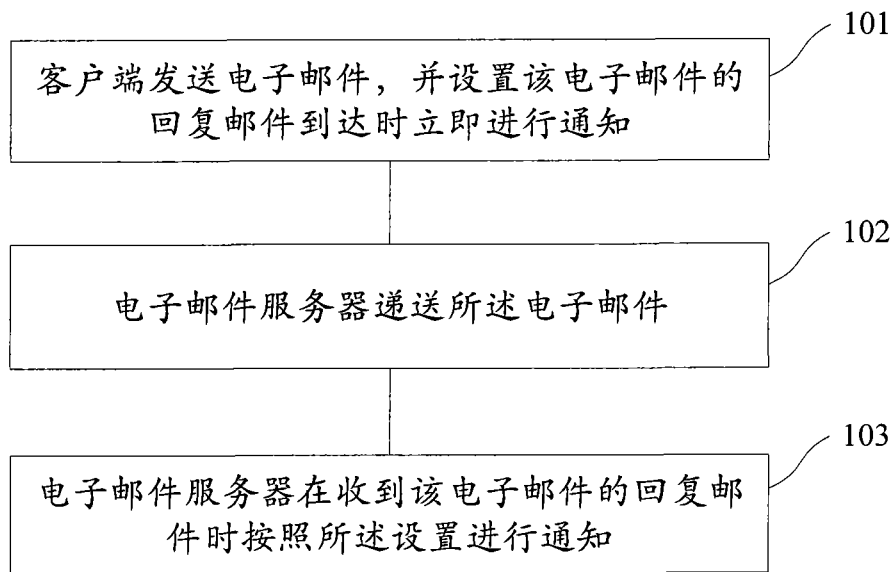 101
客户端发送电子邮件，并设置该电子邮件的
回复邮件到达时立即进行通知
102
电子邮件服务器递送所述电子邮件
103
电子邮件服务器在收到该电子邮件的回复邮
件时按照所述设置进行通知